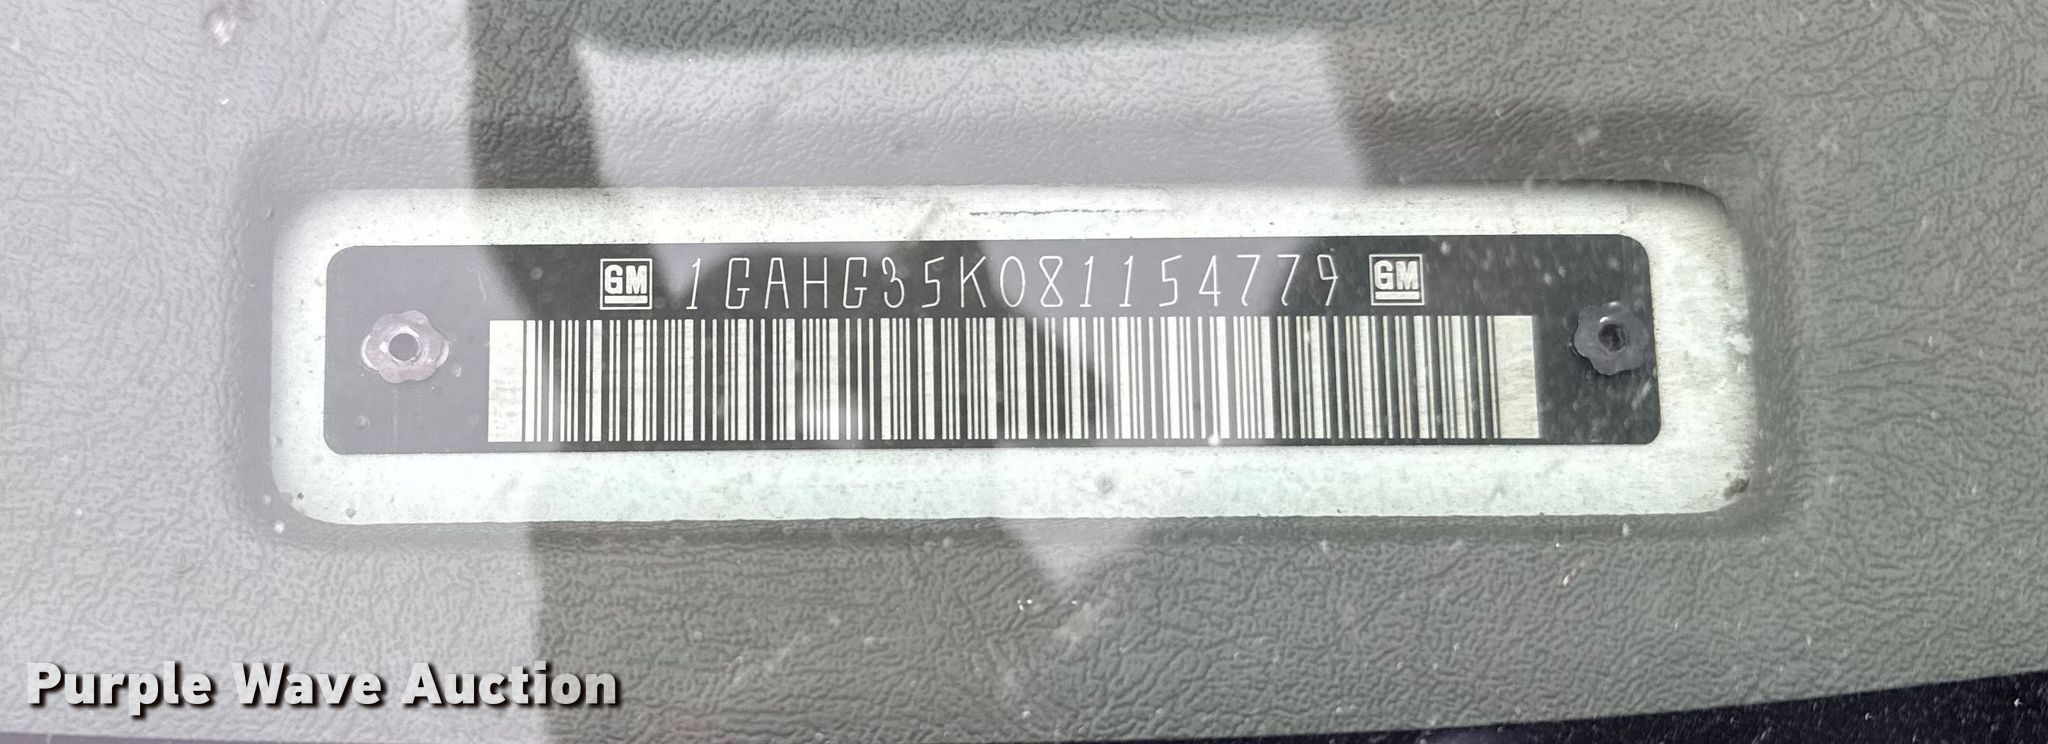 GM 1GAHG35K081154779 GM
Purple Wave Auction